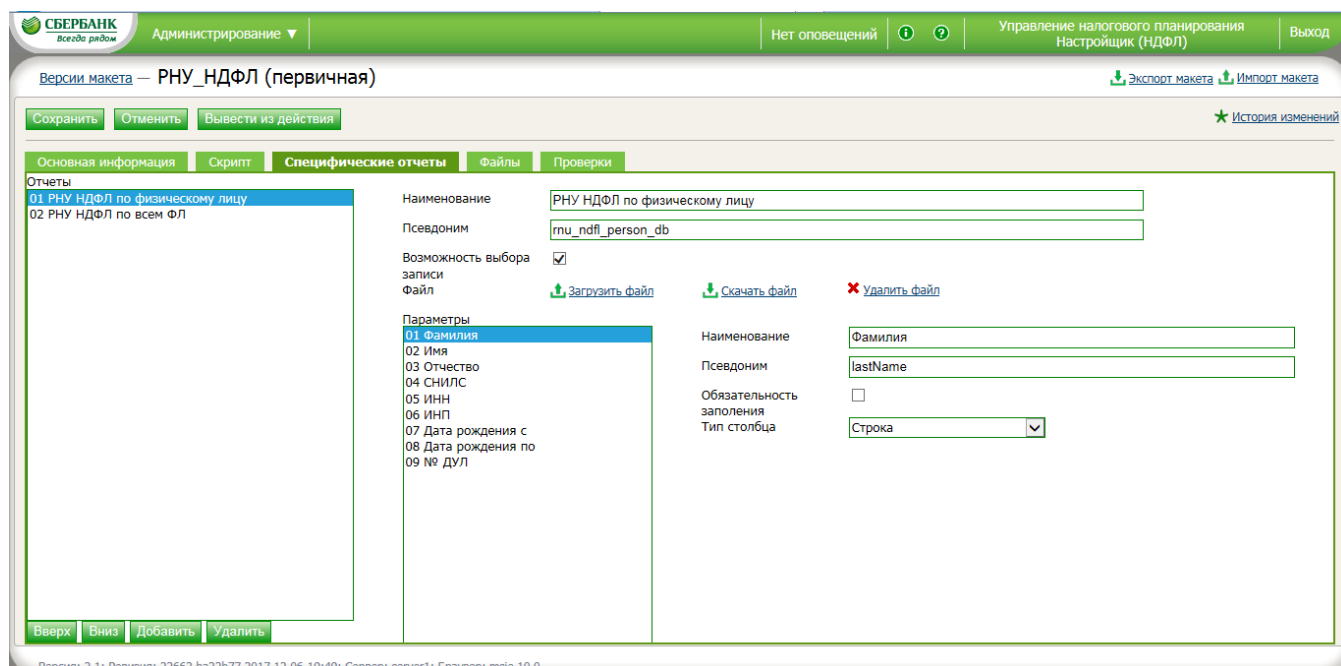 СБЕРБАНК
Всегда рядом
Администрирование ▼
Нет оповещений
Управление налогового планирования
Настройщик (НДФЛ)
Выход
Версии макета — РНУ_НДФЛ (первичная)
Экспорт макета Импорт макета
Сохранить Отменить Вывести из действия
История изменений
Основная информация Скрипт Специфические отчеты Файлы Проверки
Отчеты
01 РНУ НДФЛ по физическому лицу
02 РНУ НДФЛ по всем ФЛ
Наименование РНУ НДФЛ по физическому лицу
Псевдоним rnu_ndfl_person_db
Возможность выбора
записи
Файл Загрузить файл Скачать файл Удалить файл
Параметры
01 Фамилия
02 Имя
03 Отчество
04 СНИЛС
05 ИНН
06 ИНП
07 Дата рождения с
08 Дата рождения по
09 № ДУЛ
Наименование Фамилия
Псевдоним lastName
Обязательность
заполения
Тип столбца Строка
Вверх Вниз Добавить Удалить